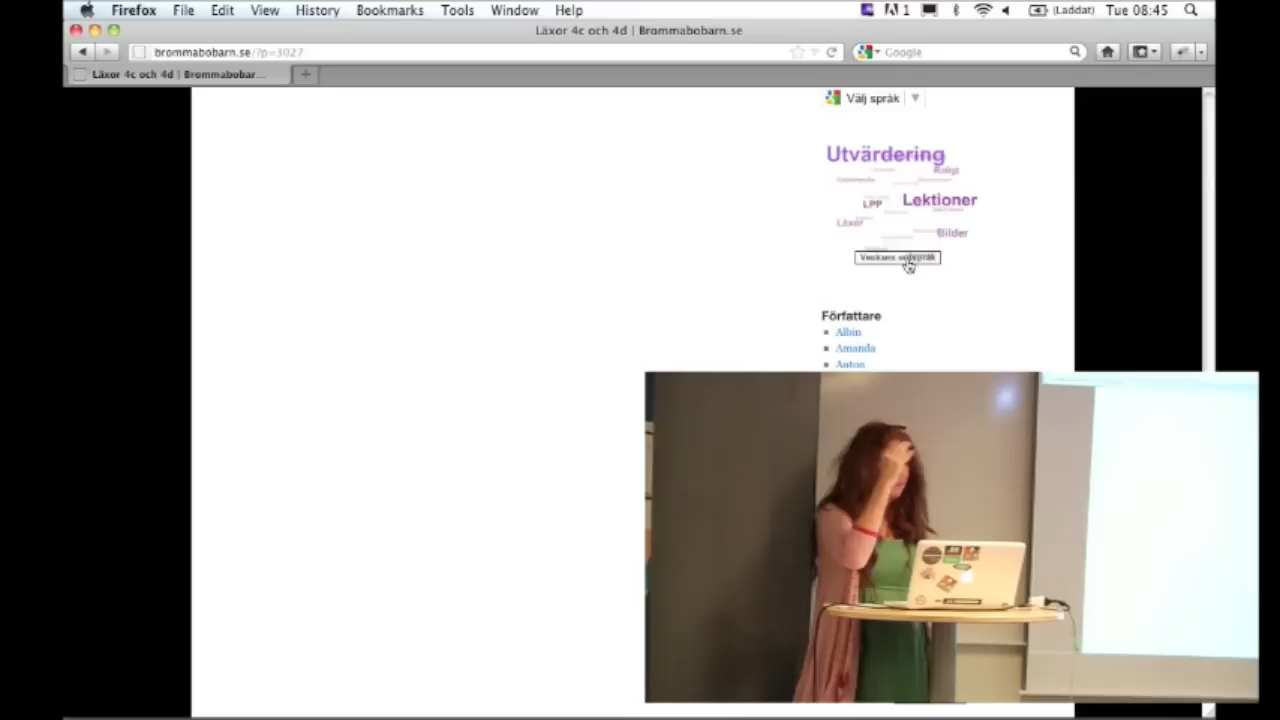 Firefox File Edit View History Bookmarks Tools Window Help 1 (Laddat) Tue 08:45
Läxor 4c och 4d | Brommabobarn.se
brommabobarn.se/?p=3027 Google
Läxor 4c och 4d | Brommabobar...
Välj språk
Utvärdering
Roligt
Lektioner
LPP
Läxor
Bilder
Författare
Albin
Amanda
Anton